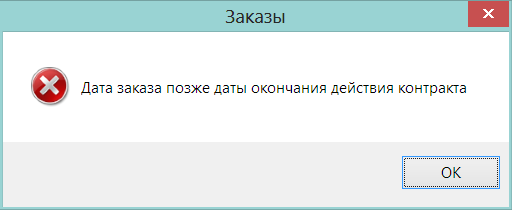 Заказы
Дата заказа позже даты окончания действия контракта
OK